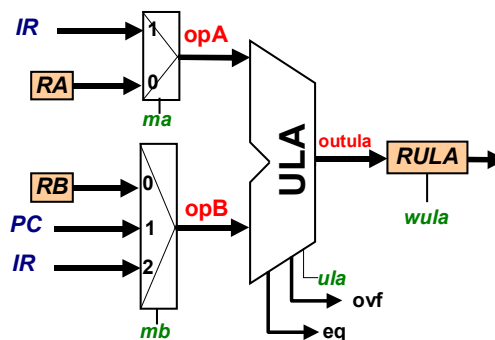 IR
1
opA
RA
0
ma
ULA
outula
RULA
wula
RB
0
PC
1
opB
IR
2
mb
ula
ovf
eq